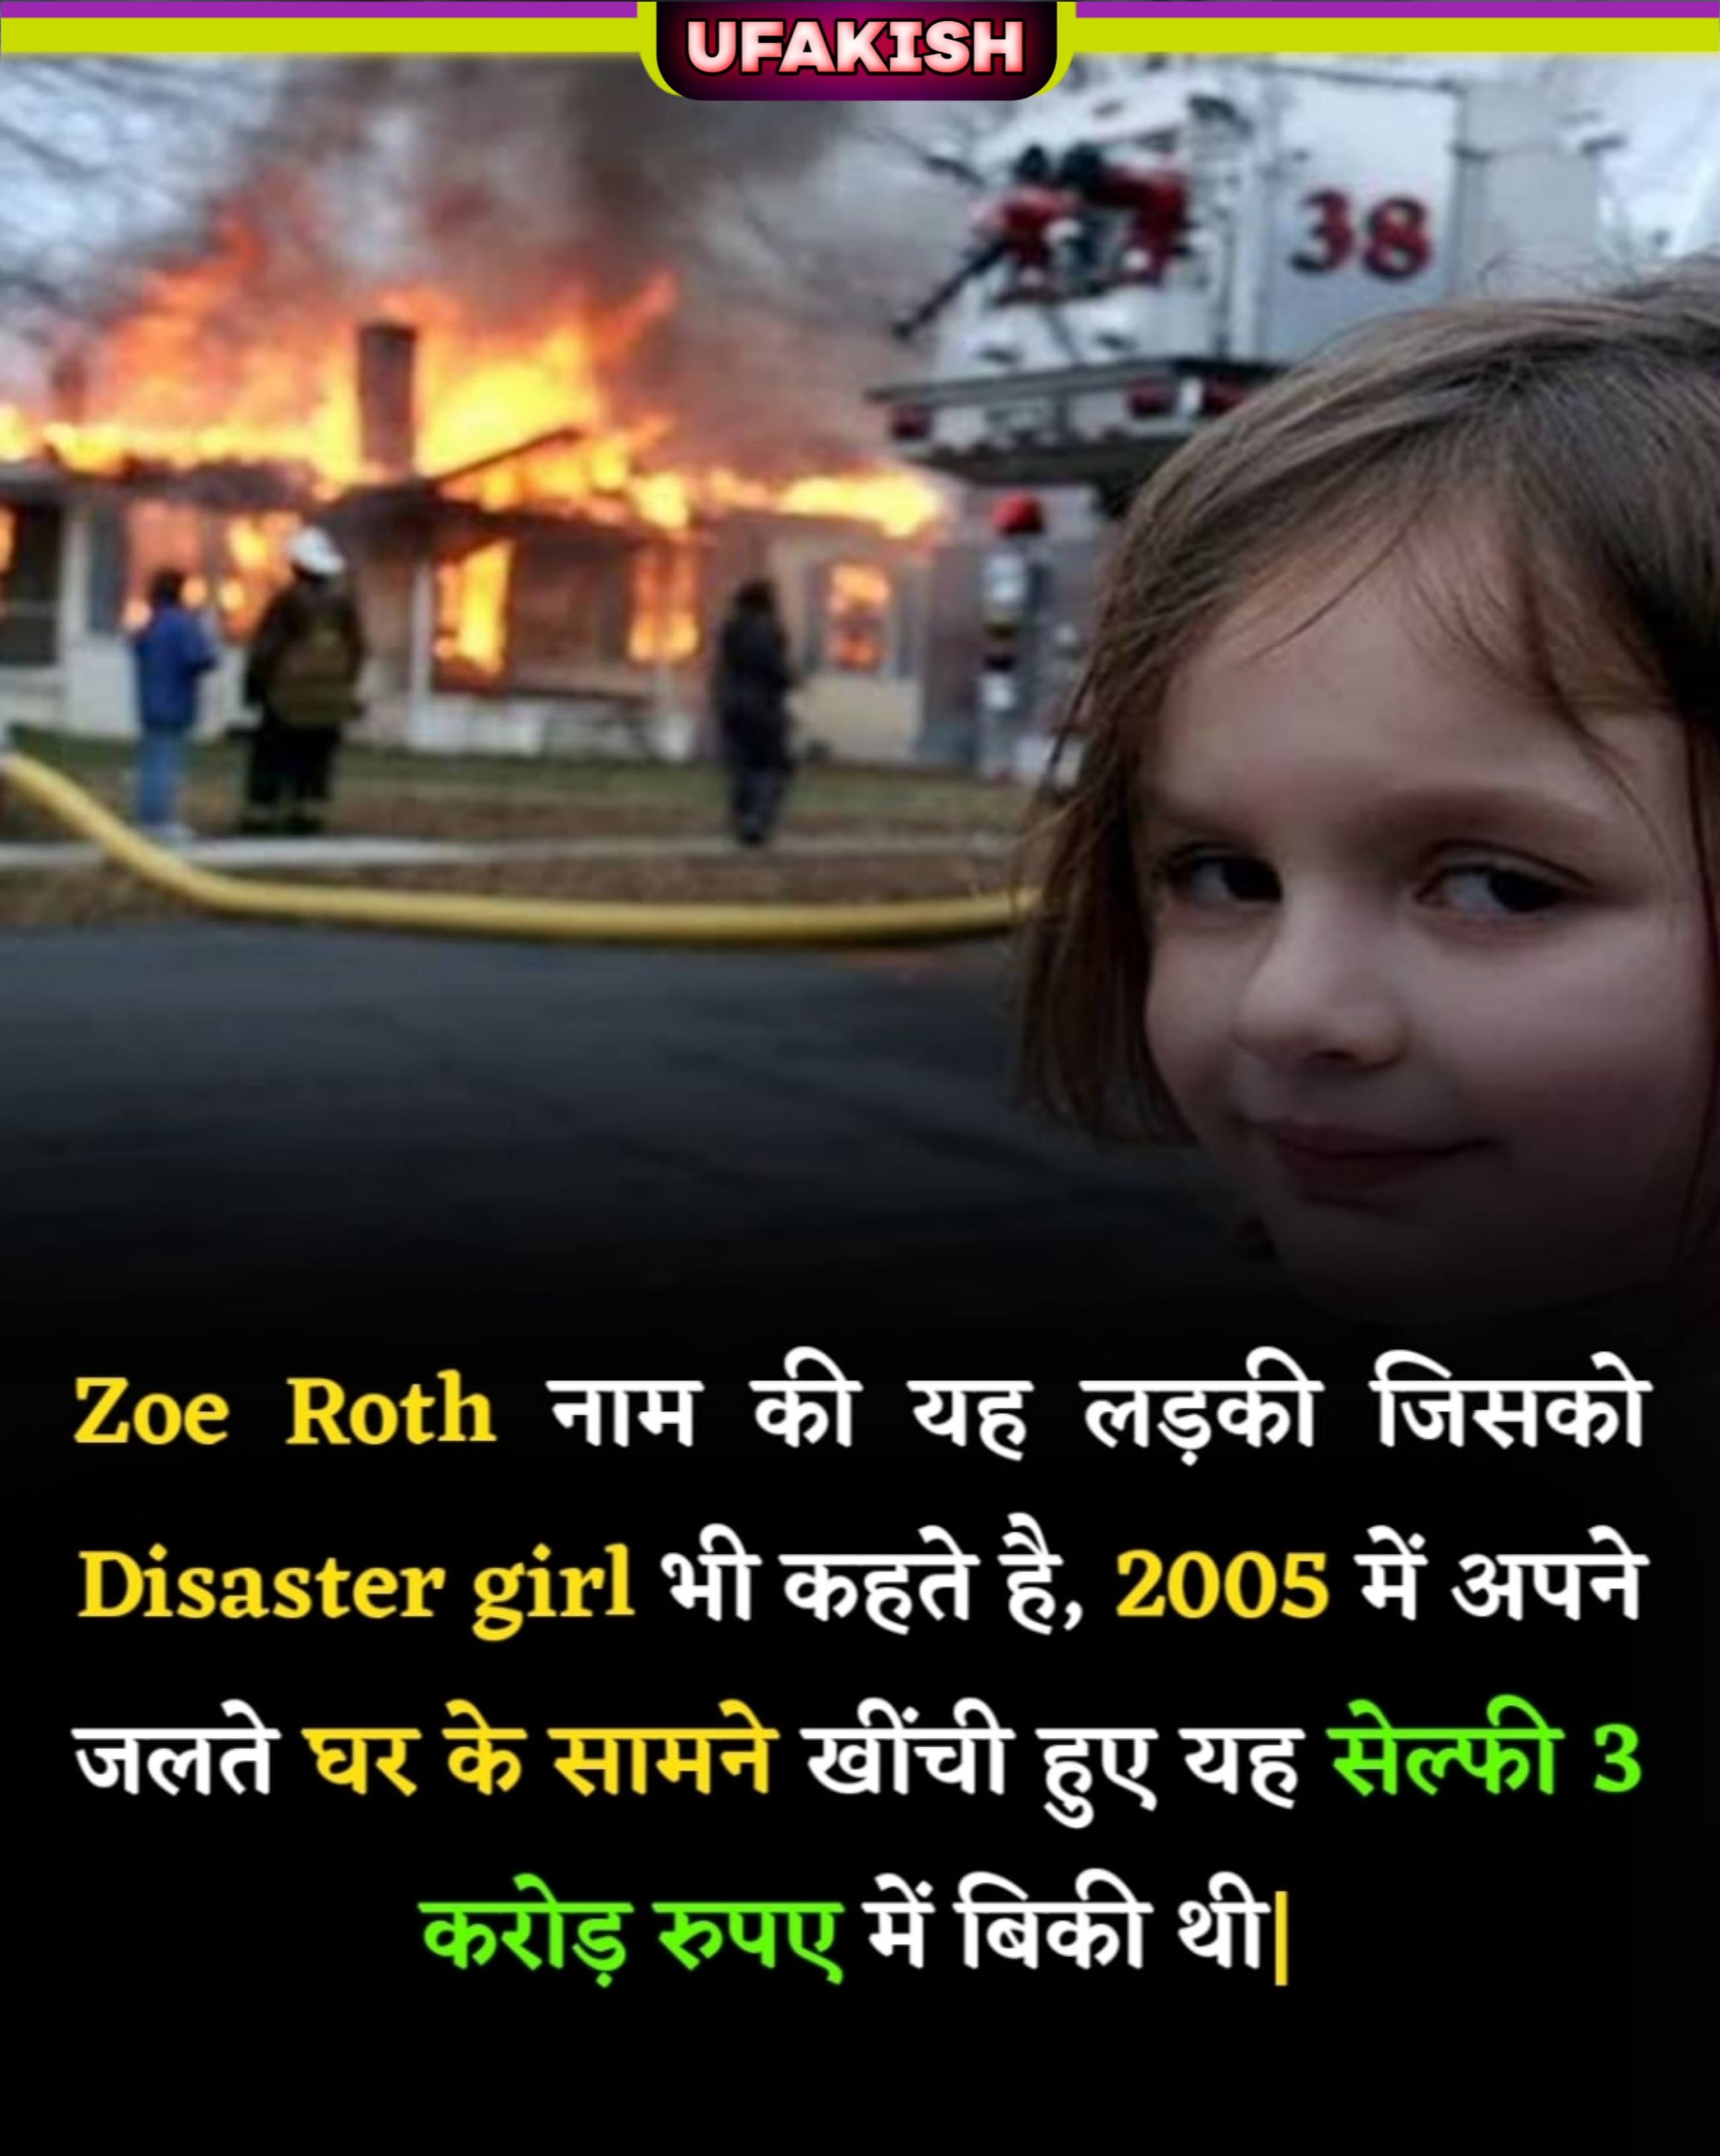 UFAKISH
38
Zoe Roth नाम की यह लड़की जिसको
Disaster girl भी कहते है, 2005 में अपने
जलते घर के सामने खींची हुए यह सेल्फी 3
करोड़ रुपए में बिकी थी|